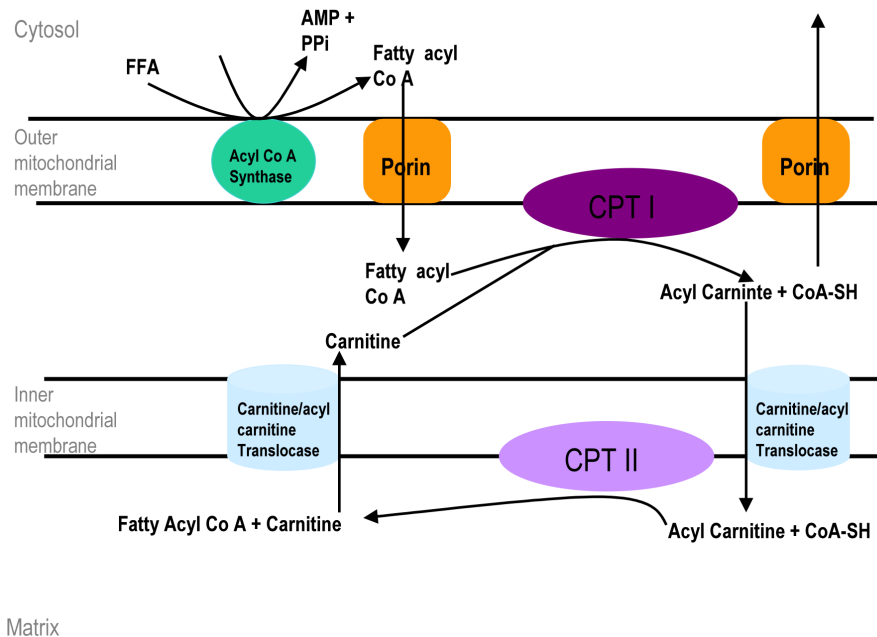 Cytosol
AMP +
PPi
FFA
Fatty acyl
Co A
Outer
mitochondrial
membrane
Acyl Co A
Synthase
Porin
Porin
CPT I
Fatty acyl
Co A
Acyl Carninte + CoA-SH
Carnitine
Inner
mitochondrial
membrane
Carnitine/acyl
carnitine
Translocase
Carnitine/acyl
carnitine
Translocase
CPT II
Fatty Acyl Co A + Carnitine
Acyl Carnitine + CoA-SH
Matrix